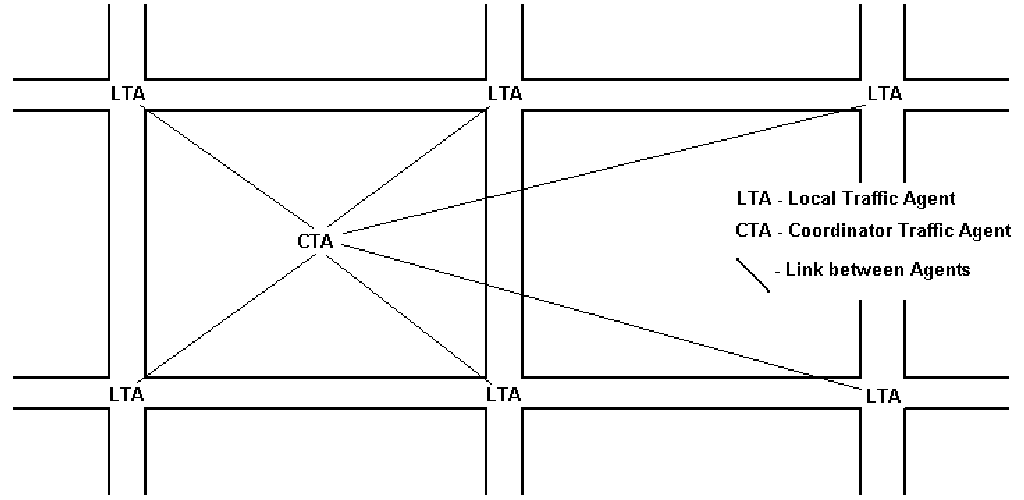 LTA
LTA
LTA
LTA - Local Traffic Agent
CTA - Coordinator Traffic Agent
CTA
- Link between Agents
LTA
LTA
LTA